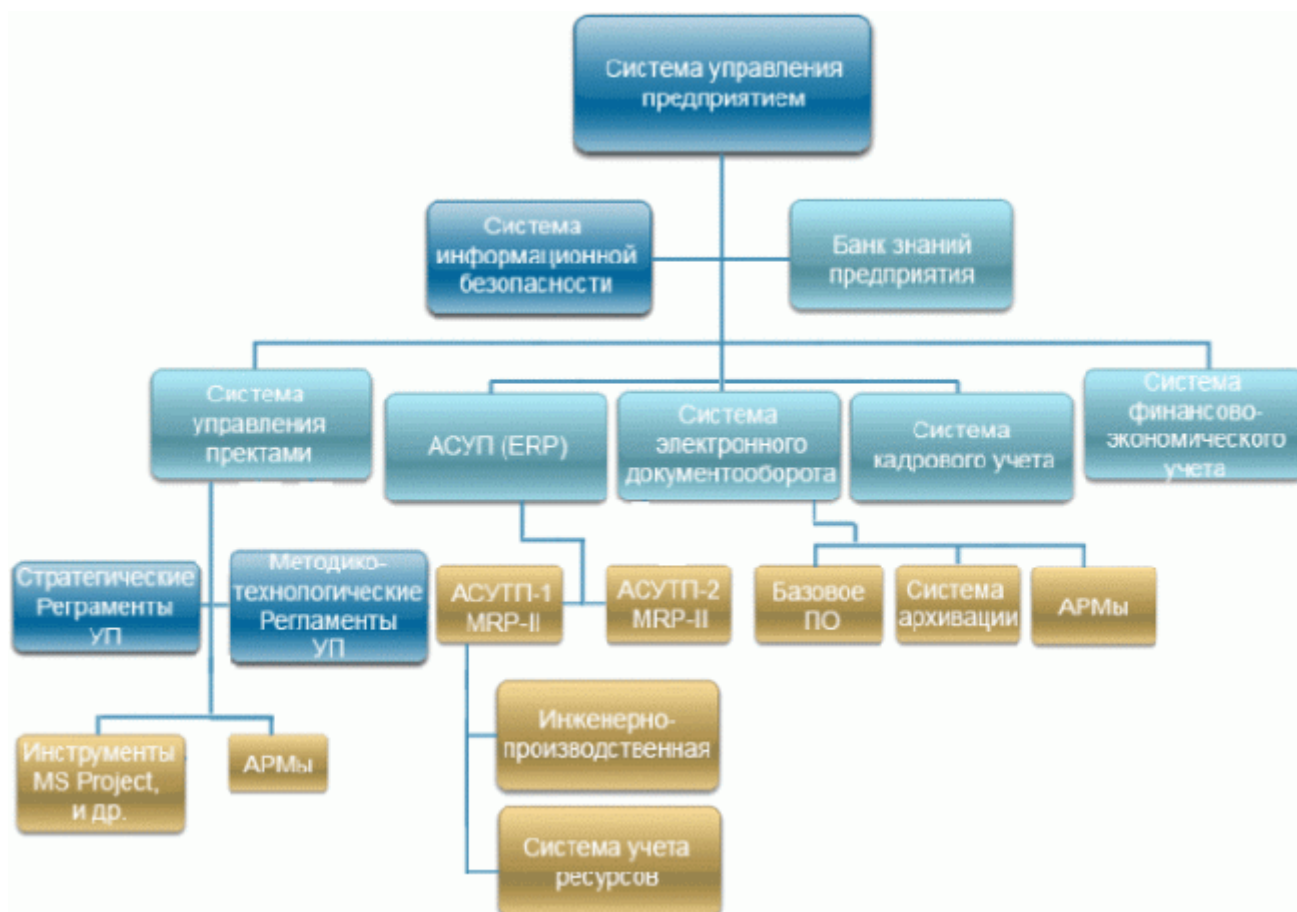 Система управления
предприятием
Система
информационной
безопасности
Банк знаний
предприятия
Система
управления
пректами
АСУП (ERP)
Система
электронного
документооборота
Система
кадрового учета
Система
финансово-
экономического
учета
Стратегические
Реграменты
УП
Методико-
технологические
Регламенты
УП
АСУТП-1
MRP-II
АСУТП-2
MRP-II
Базовое
ПО
Система
архивации
АРМы
Инструменты
MS Project,
и др.
АРМы
Инженерно-
производственная
Система учета
ресурсов